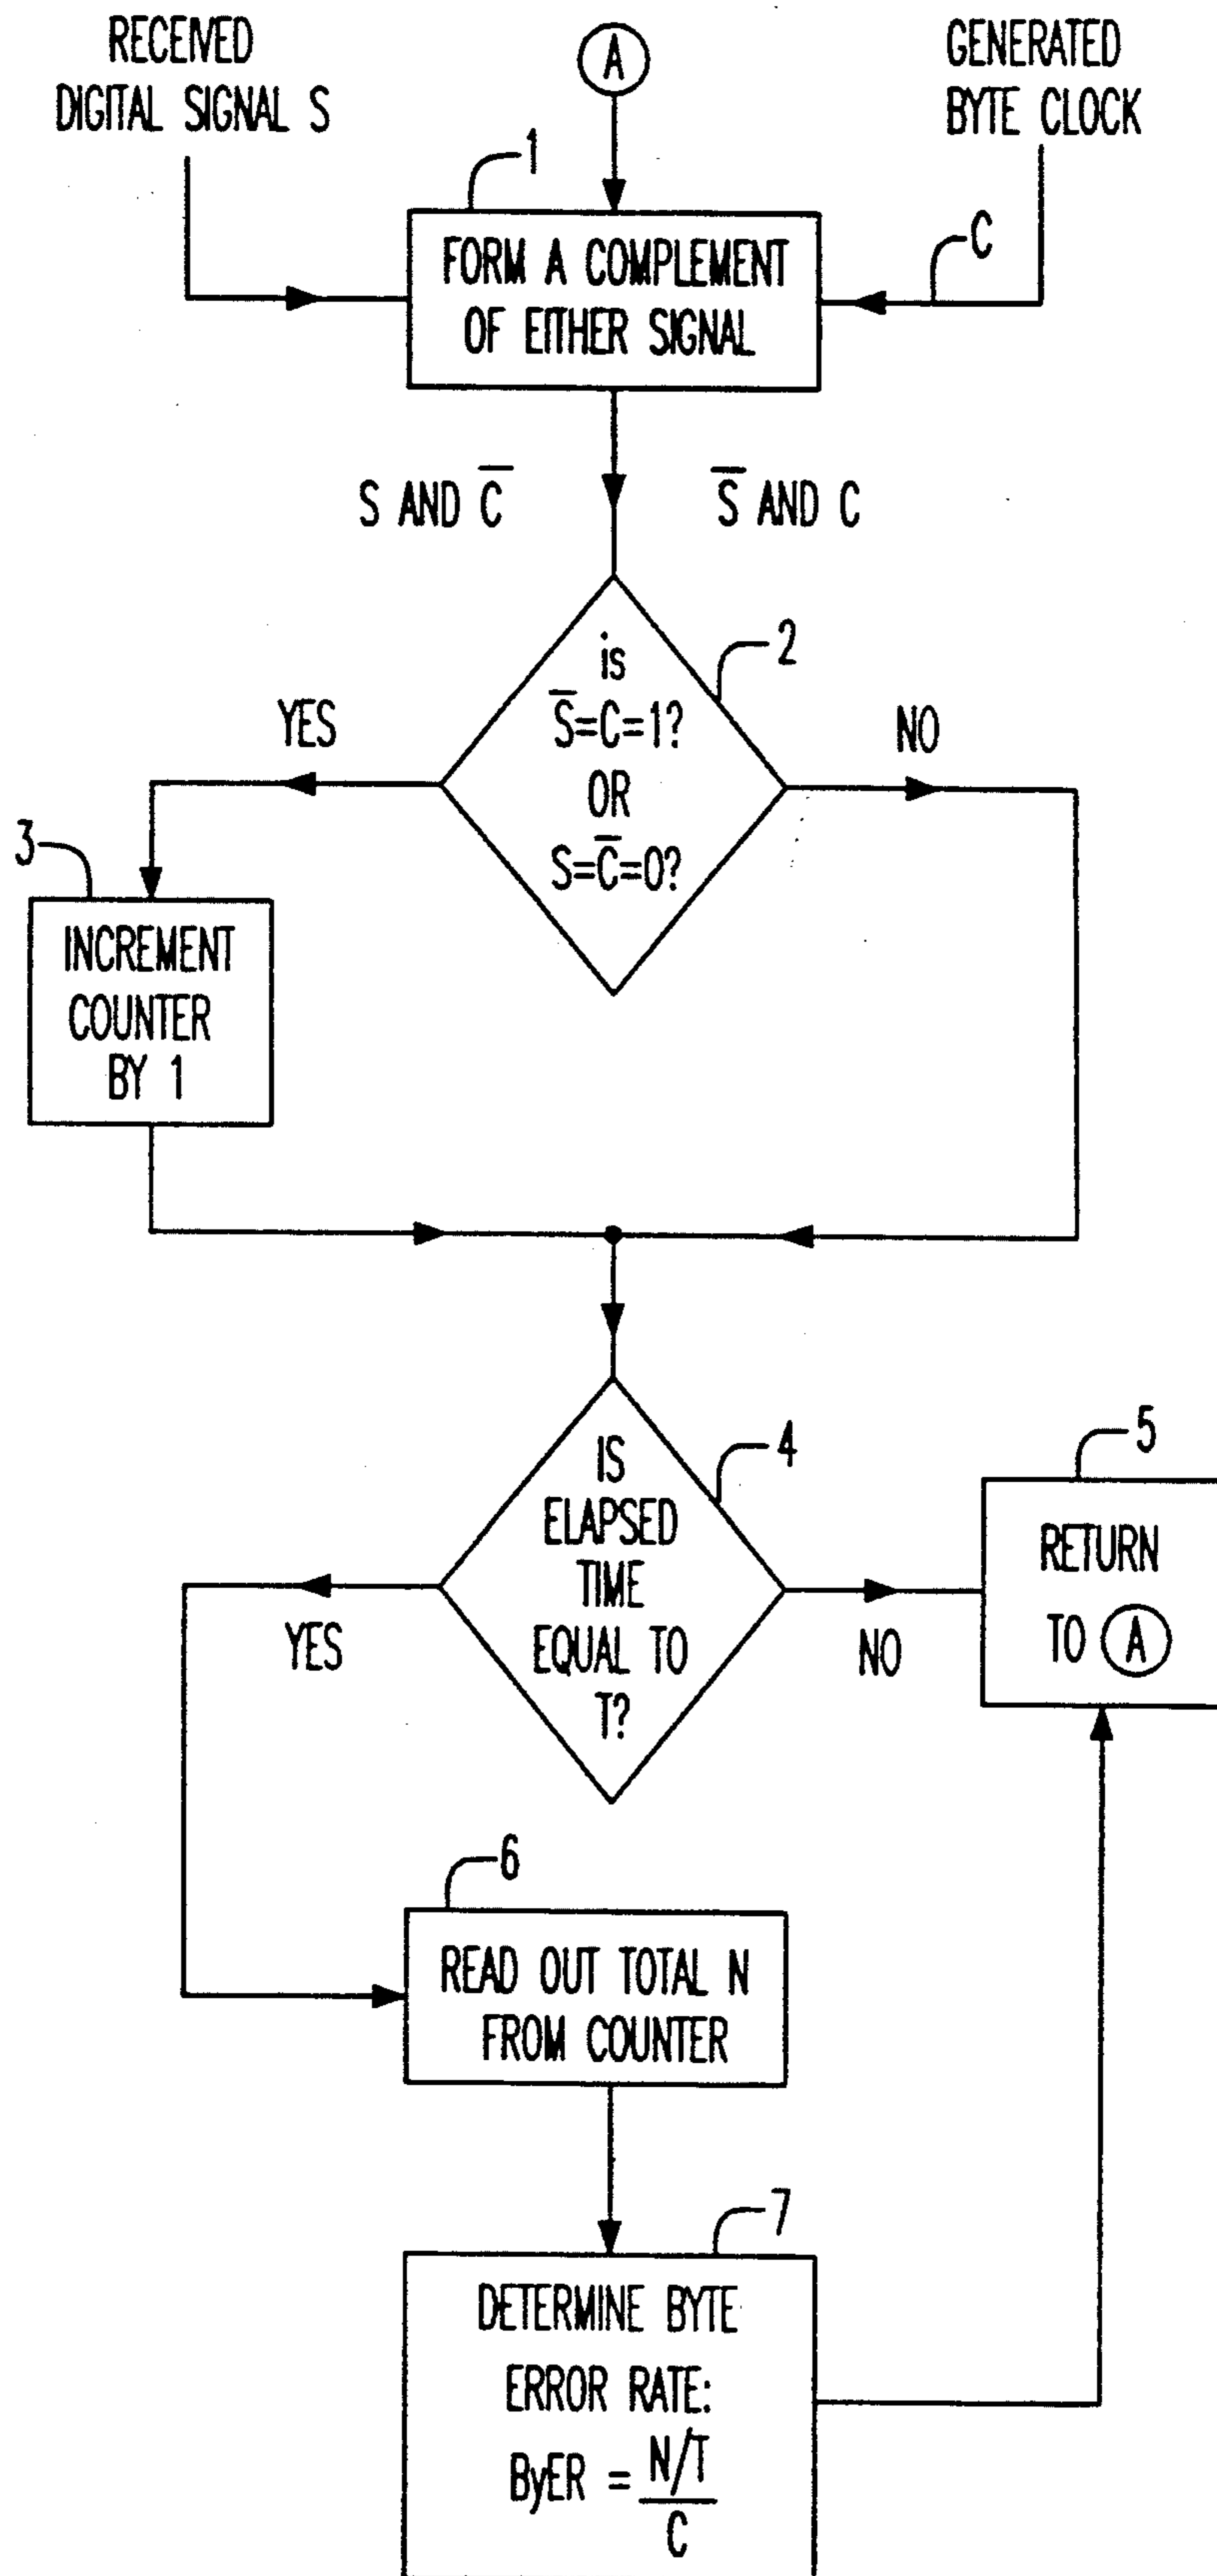 RECEIVED
DIGITAL SIGNAL S
A
GENERATED
BYTE CLOCK
1
C
FORM A COMPLEMENT
OF EITHER SIGNAL
S AND C̅
S̅ AND C
2
is
S̅=C=1?
OR
S=C̅=0?
YES
NO
3
INCREMENT
COUNTER
BY 1
4
IS
ELAPSED
TIME
EQUAL TO
T?
YES
NO
5
RETURN
TO A
6
READ OUT TOTAL N
FROM COUNTER
7
DETERMINE BYTE
ERROR RATE:
ByER = N/T
C